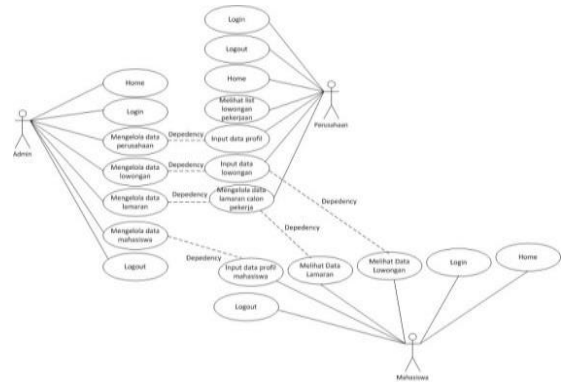 Login
Logout
Home
Home
Melihat list
lowongan
pekerjaan
Login
Perusahaan
Admin
Mengelola data
perusahaan
Depedency
Input data profil
Mengelola data
lowongan
Depedency
Input data
lowongan
Mengelola data
lamaran
Depedency
Mengelola data
lamaran calon
pekerja
Depedency
Depedency
Mengelola data
mahasiswa
Logout
Depedency
Input data profil
mahasiswa
Melihat Data
Lamaran
Melihat Data
Lowongan
Login
Home
Logout
Mahasiswa